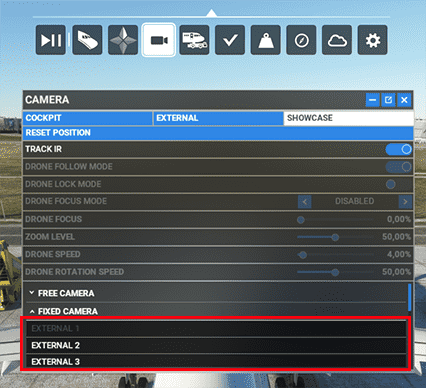 CAMERA
COCKPIT EXTERNAL SHOWCASE
RESET POSITION
TRACK IR
DRONE FOLLOW MODE
DRONE LOCK MODE
DRONE FOCUS MODE DISABLED
DRONE FOCUS 0,00%
ZOOM LEVEL 50,00%
DRONE SPEED 4,00%
DRONE ROTATION SPEED 50,00%
FREE CAMERA
FIXED CAMERA
EXTERNAL 1
EXTERNAL 2
EXTERNAL 3